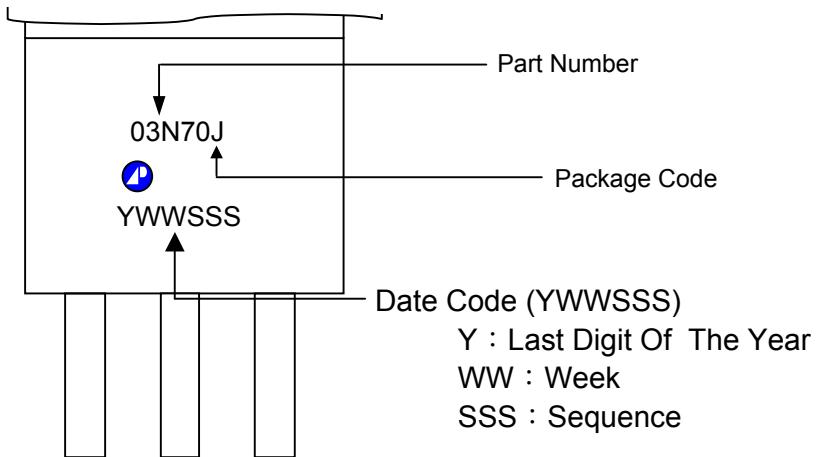 Part Number
03N70J
Package Code
YWWSSS
Date Code (YWWSSS)
Y：Last Digit Of The Year
WW：Week
SSS：Sequence